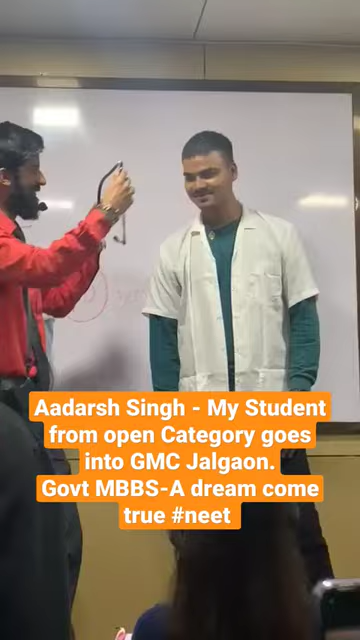 Aadarsh Singh - My Student
from open Category goes
into GMC Jalgaon.
Govt MBBS-A dream come
true #neet